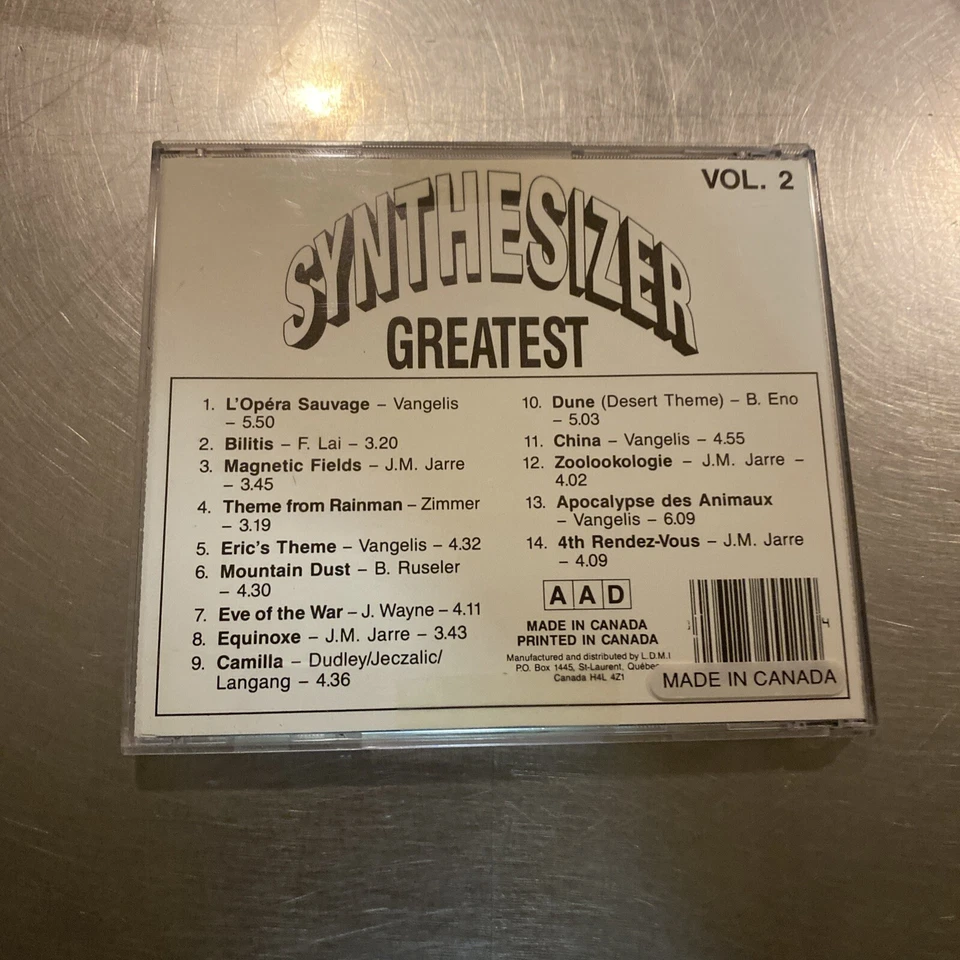 VOL. 2
SYNTHESIZER
GREATEST
1. L'Opéra Sauvage – Vangelis
– 5.50
2. Bilitis – F. Lai – 3.20
3. Magnetic Fields – J.M. Jarre
– 3.45
4. Theme from Rainman – Zimmer
– 3.19
5. Eric's Theme – Vangelis – 4.32
6. Mountain Dust – B. Ruseler
– 4.30
7. Eve of the War – J. Wayne – 4.11
8. Equinoxe – J.M. Jarre – 3.43
9. Camilla – Dudley/Jeczalic/
Langang – 4.36
10. Dune (Desert Theme) – B. Eno
– 5.03
11. China – Vangelis – 4.55
12. Zoolookologie – J.M. Jarre –
4.02
13. Apocalypse des Animaux
– Vangelis – 6.09
14. 4th Rendez-Vous – J.M. Jarre
– 4.09
AAD
MADE IN CANADA
PRINTED IN CANADA
Manufactured and distributed by L.D.M.I
P.O. Box 1445, St-Laurent,
Canada H4L 4Z1
4
MADE IN CANADA